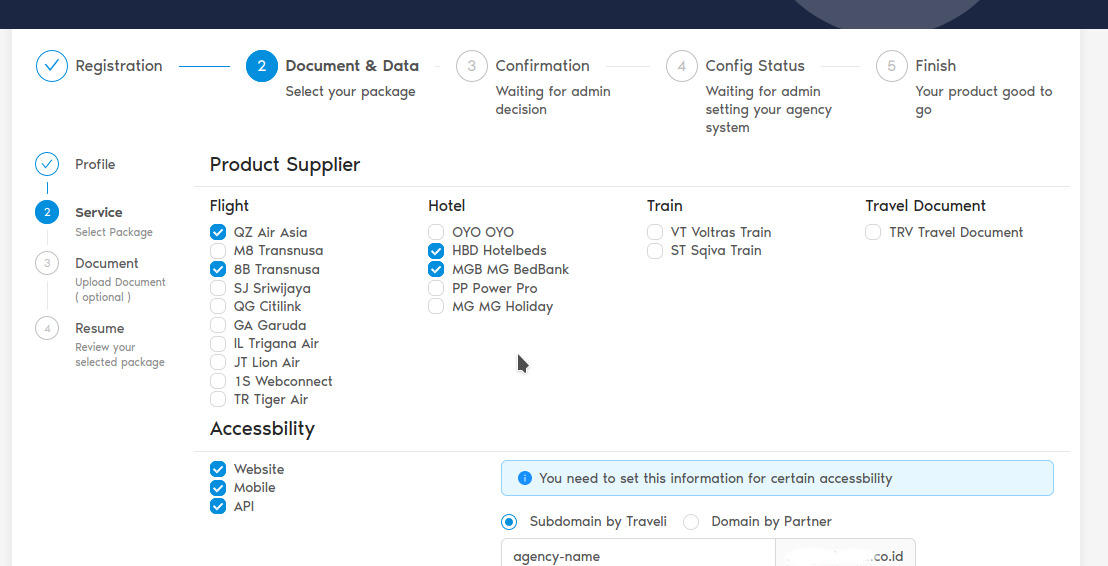 Registration
2 Document & Data
Select your package
3 Confirmation
Waiting for admin
decision
4 Config Status
Waiting for admin
setting your agency
system
5 Finish
Your product good to
go
Profile
2 Service
Select Package
3 Document
Upload Document
( optional )
4 Resume
Review your
selected package
Product Supplier
Flight
QZ Air Asia
M8 Transnusa
8B Transnusa
SJ Sriwijaya
QG Citilink
GA Garuda
IL Trigana Air
JT Lion Air
1S Webconnect
TR Tiger Air
Hotel
OYO OYO
HBD Hotelbeds
MGB MG BedBank
PP Power Pro
MG MG Holiday
Train
VT Voltras Train
ST Sqiva Train
Travel Document
TRV Travel Document
Accessbility
Website
Mobile
API
You need to set this information for certain accessbility
Subdomain by Traveli
Domain by Partner
agency-name
.co.id